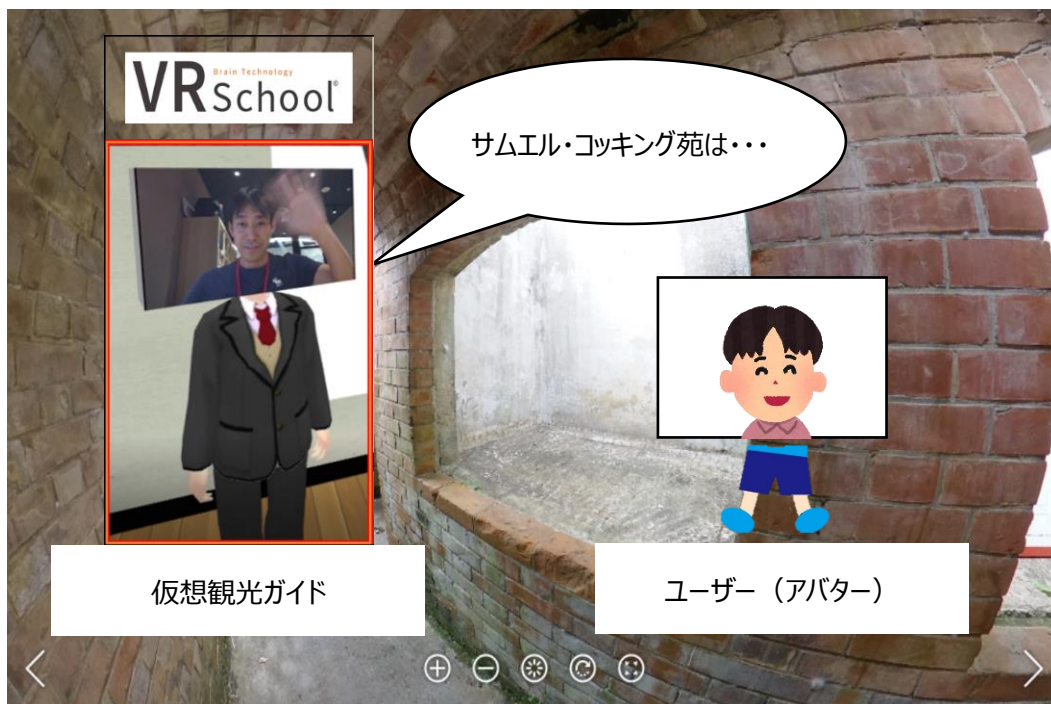 VR
Brain Technology
School
サムエル・コッキング苑は・・・
仮想観光ガイド
ユーザー（アバター）